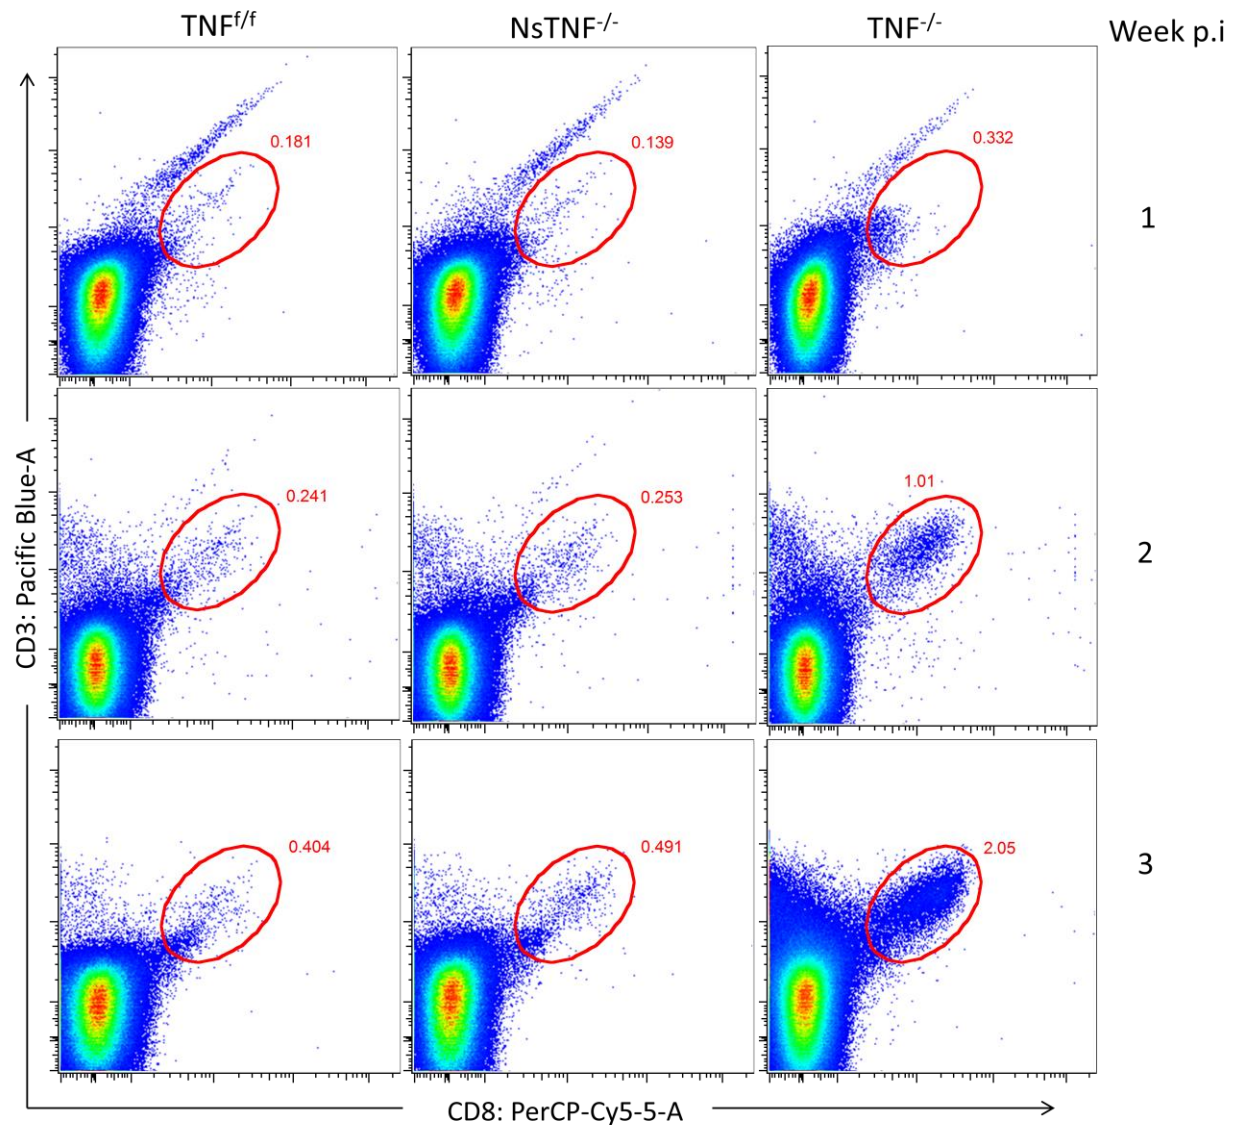 TNFf/f NsTNF-/- TNF-/- Week p.i
0.181 0.139 0.332
1
0.241 0.253 1.01
2
0.404 0.491 2.05
3
CD3: Pacific Blue-A
CD8: PerCP-Cy5-5-A